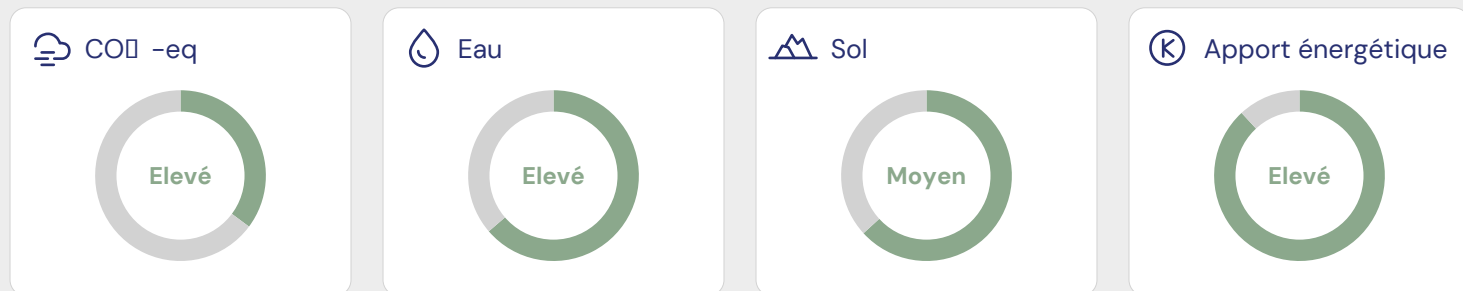 CO▯ -eq
Eau
Sol
Apport énergétique
Elevé
Elevé
Moyen
Elevé